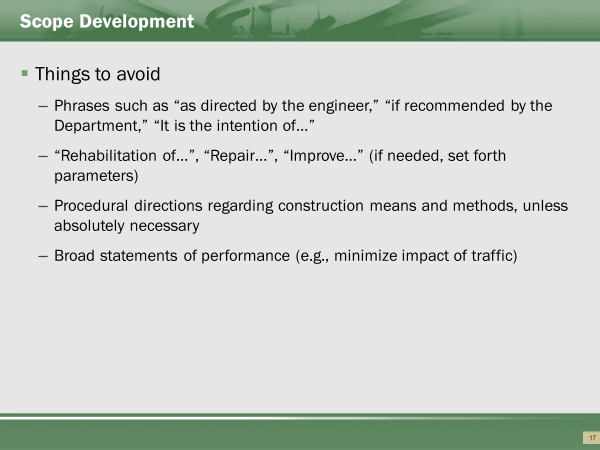 Scope Development
▪ Things to avoid
– Phrases such as “as directed by the engineer,” “if recommended by the
Department,” “It is the intention of…”
– “Rehabilitation of…”, “Repair…”, “Improve…” (if needed, set forth
parameters)
– Procedural directions regarding construction means and methods, unless
absolutely necessary
– Broad statements of performance (e.g., minimize impact of traffic)
17